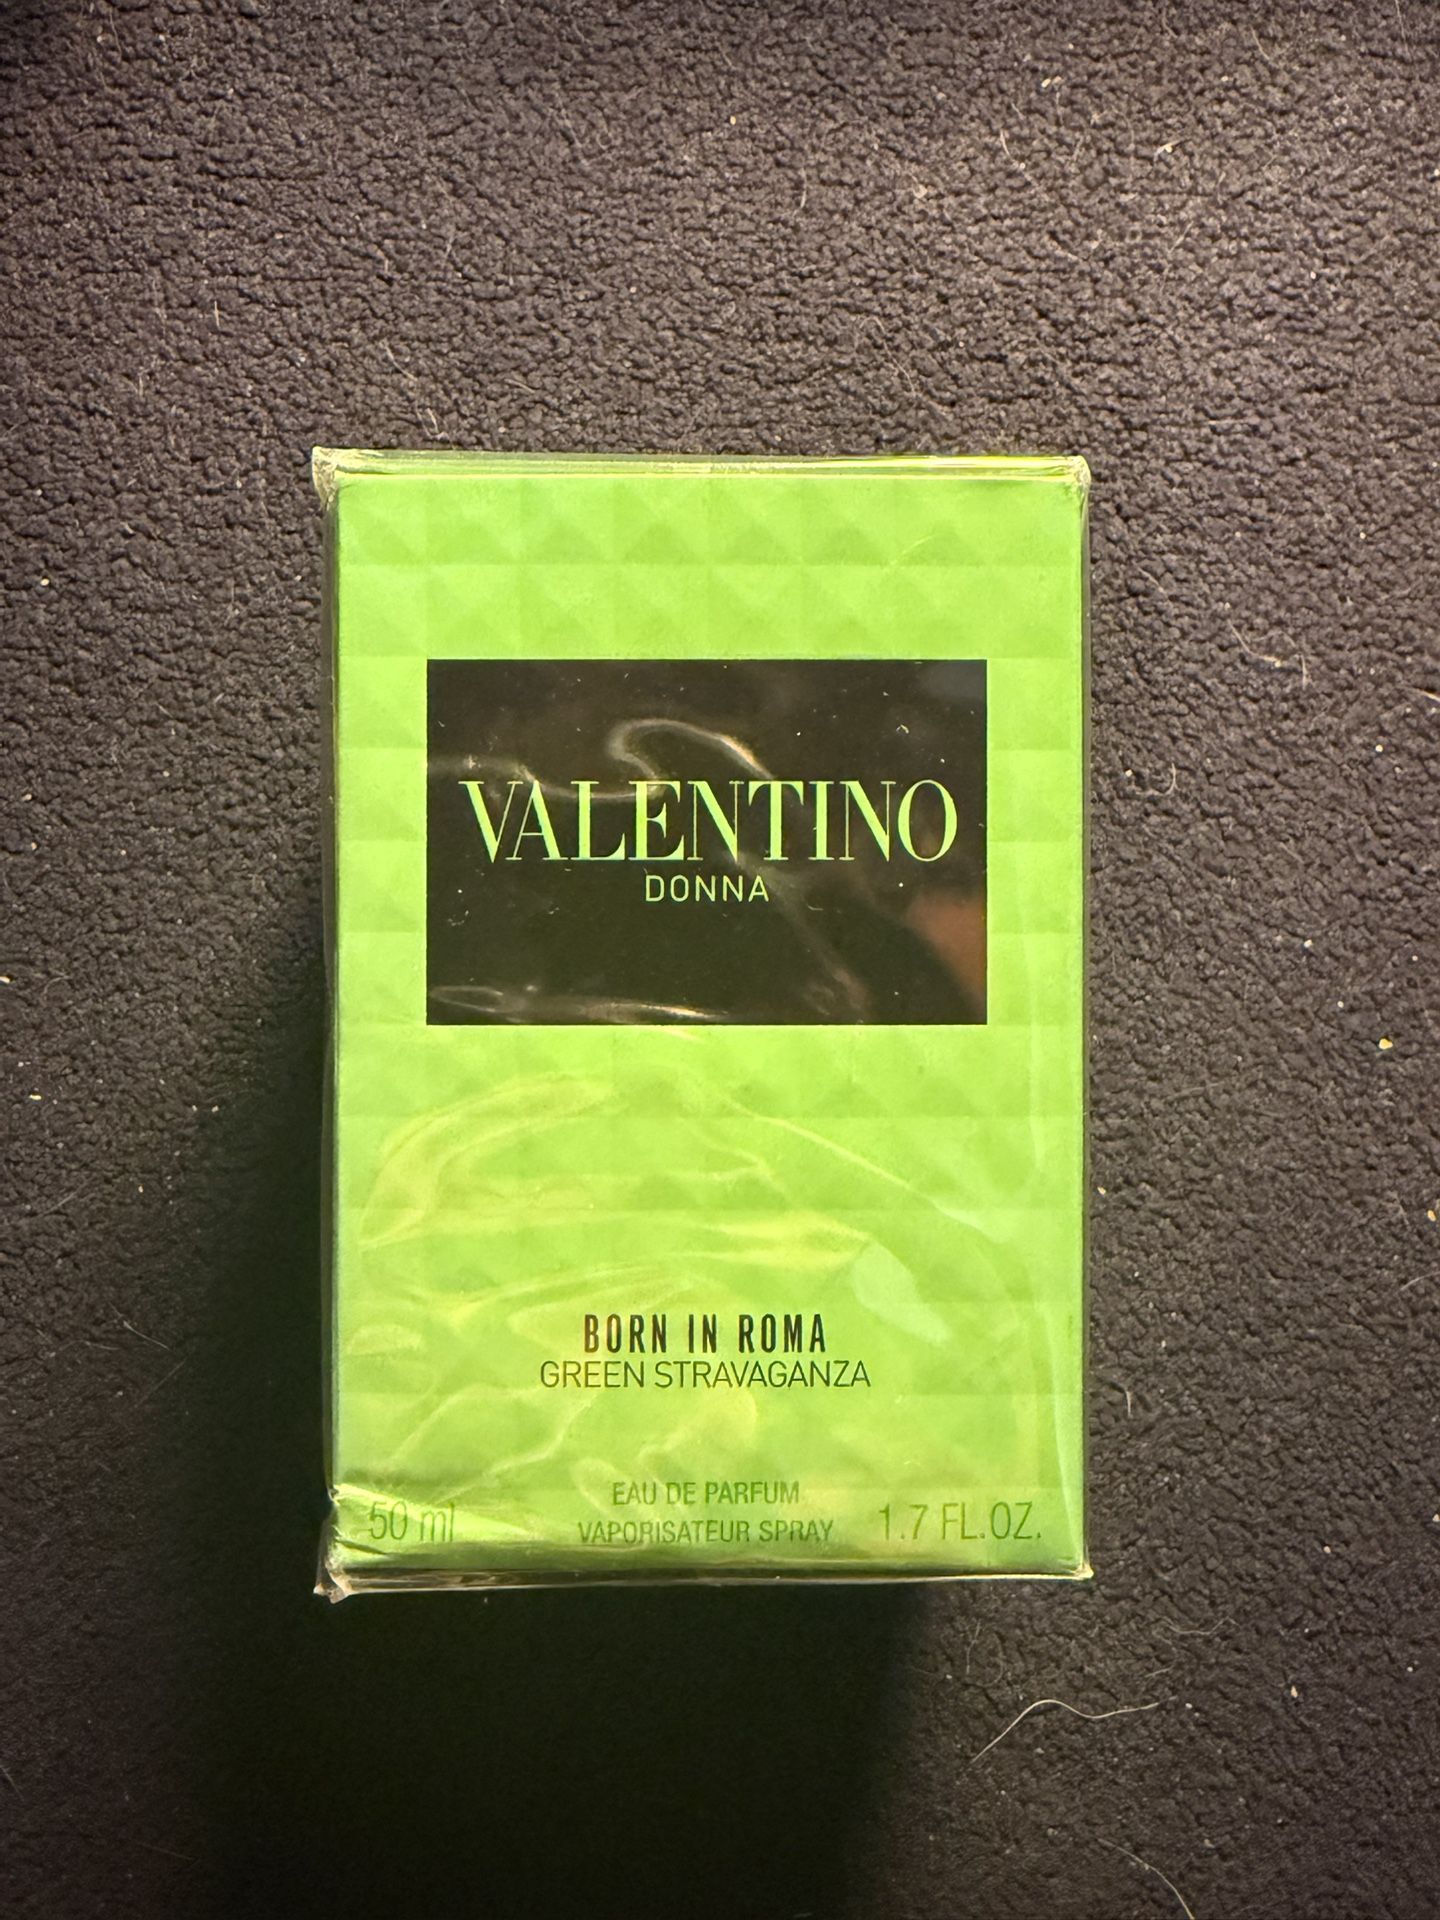 VALENTINO
DONNA
BORN IN ROMA
GREEN STRAVAGANZA
EAU DE PARFUM
50 ml VAPORISATEUR SPRAY 1.7 FL.OZ.